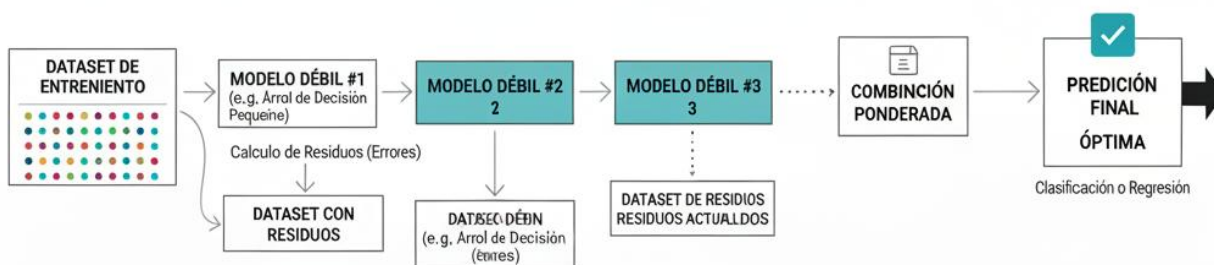 DATASET DE
ENTRENIENTO
MODELO DÉBIL #1
(e.g, Arrol de Decisión
Pequeine)
Calculo de Residuos (Errores)
DATASET CON
RESIDUOS
MODELO DÉBIL #2
2
(e.g, Arrol de Decisión
MODELO DÉBIL #3
3
DATASET DE RESIDIOS
RESIDUOS ACTUALDOS
COMBINCIÓN
PONDERADA
PREDICIÓN
FINAL
ÓPTIMA
Clasificación o Regresión